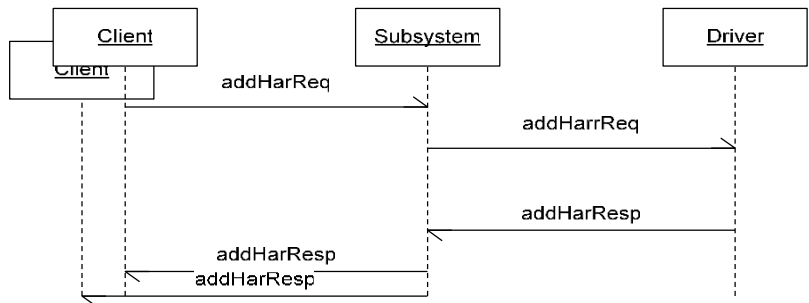 Client
Subsystem
Driver
Client
addHarReq
addHarrReq
addHarResp
addHarResp
addHarResp